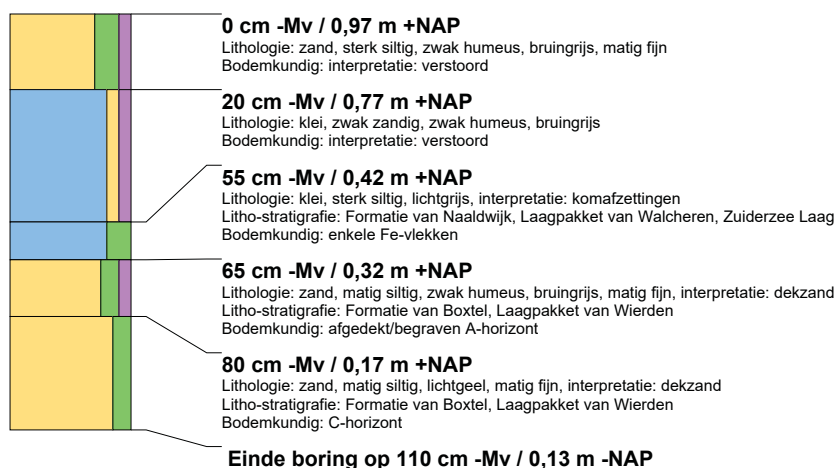 0 cm -Mv / 0,97 m +NAP
Lithologie: zand, sterk siltig, zwak humeus, bruingrijs, matig fijn
Bodemkundig: interpretatie: verstoord
20 cm -Mv / 0,77 m +NAP
Lithologie: klei, zwak zandig, zwak humeus, bruingrijs
Bodemkundig: interpretatie: verstoord
55 cm -Mv / 0,42 m +NAP
Lithologie: klei, sterk siltig, lichtgrijs, interpretatie: komafzettingen
Litho-stratigrafie: Formatie van Naaldwijk, Laagpakket van Walcheren, Zuiderzee Laag
Bodemkundig: enkele Fe-vlekken
65 cm -Mv / 0,32 m +NAP
Lithologie: zand, matig siltig, zwak humeus, bruingrijs, matig fijn, interpretatie: dekzand
Litho-stratigrafie: Formatie van Boxtel, Laagpakket van Wierden
Bodemkundig: afgedekt/begraven A-horizont
80 cm -Mv / 0,17 m +NAP
Lithologie: zand, matig siltig, lichtgeel, matig fijn, interpretatie: dekzand
Litho-stratigrafie: Formatie van Boxtel, Laagpakket van Wierden
Bodemkundig: C-horizont
Einde boring op 110 cm -Mv / 0,13 m -NAP